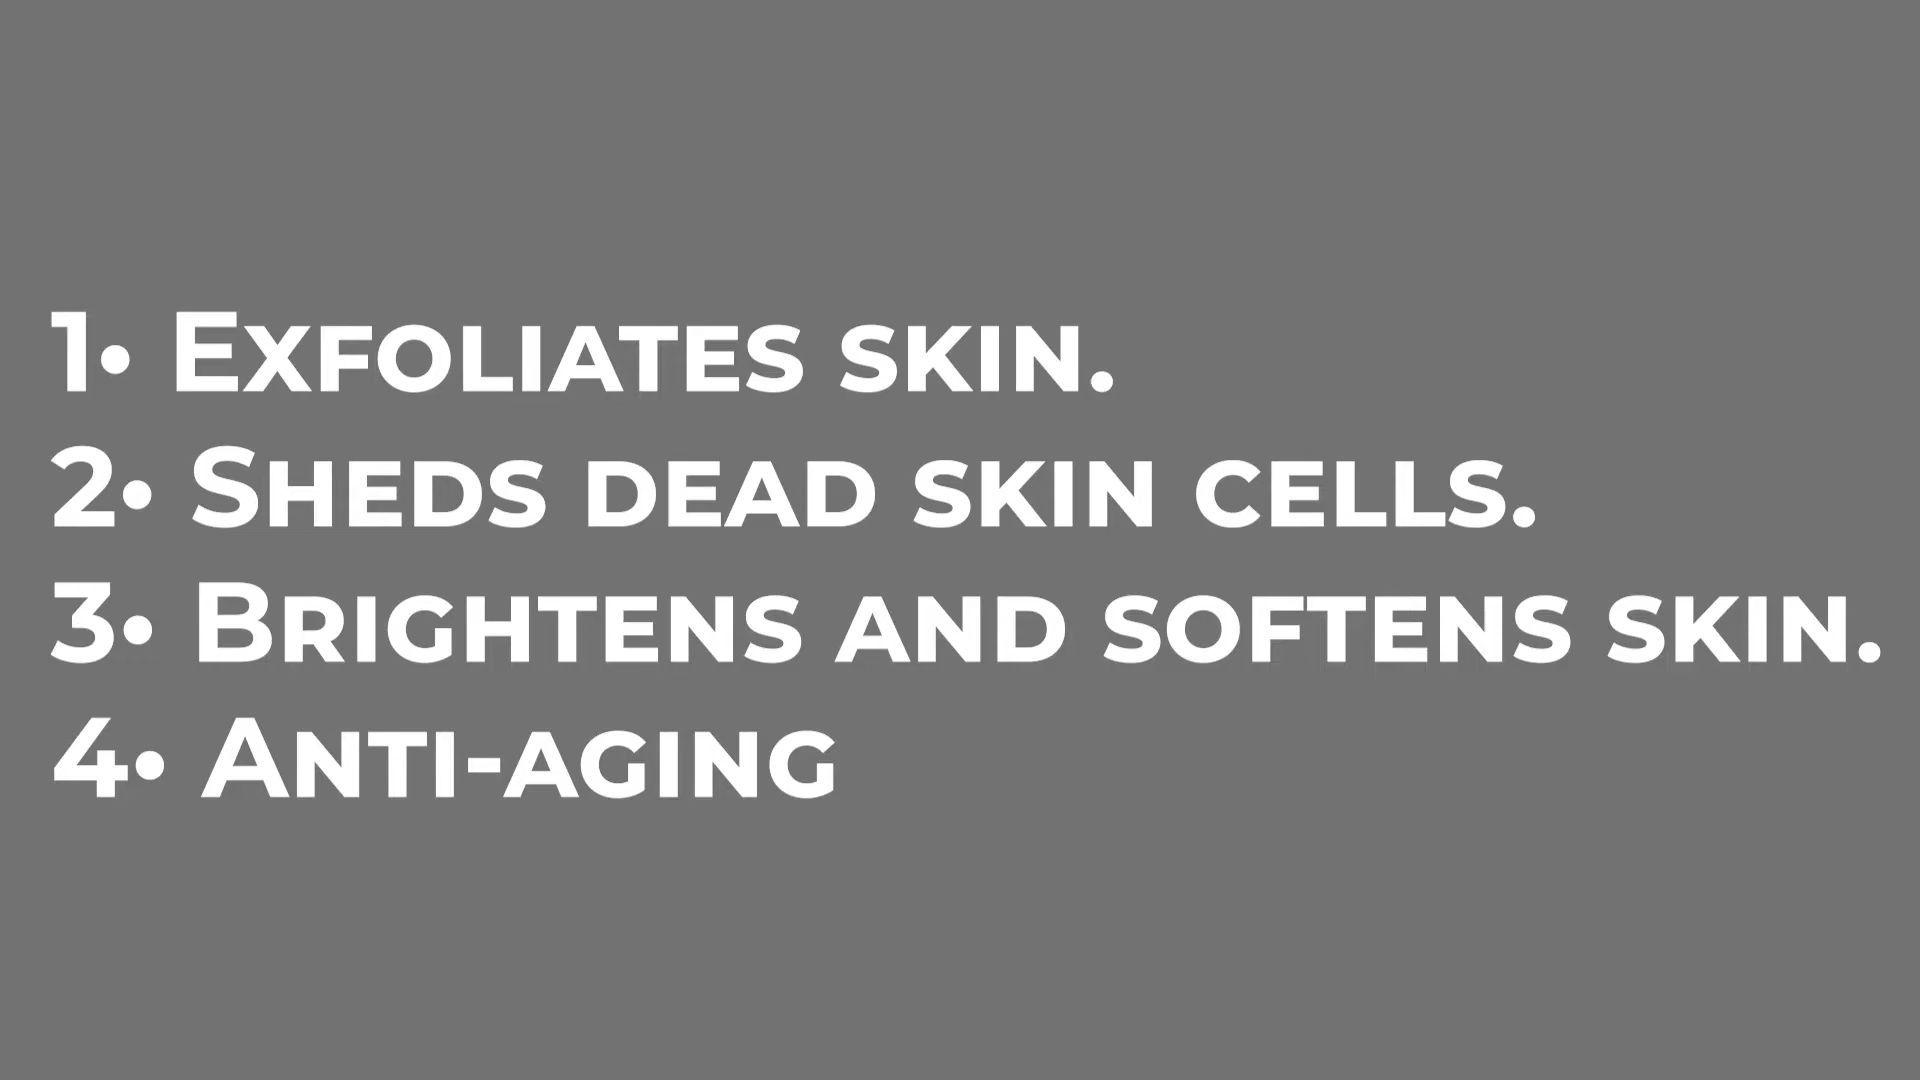 1• Exfoliates skin.
2• Sheds dead skin cells.
3• Brightens and softens skin.
4• Anti-aging